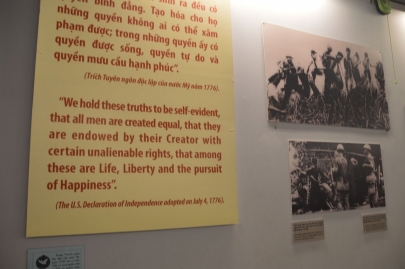 quyền bình đẳng. Tạo hóa cho họ
những quyền không ai có thể xâm
phạm được; trong những quyền ấy có
quyền được sống, quyền tự do và
quyền mưu cầu hạnh phúc".
(Trích Tuyên ngôn độc lập của nước Mỹ năm 1776).
"We hold these truths to be self-evident,
that all men are created equal, that they
are endowed by their Creator with
certain unalienable rights, that among
these are Life, Liberty and the pursuit
of Happiness".
(The U.S. Declaration of Independence adopted on July 4, 1776).